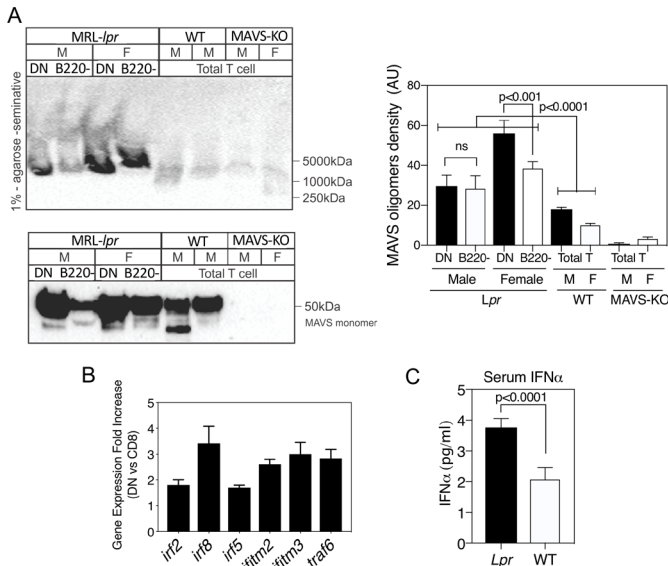 A
MRL-lpr WT MAVS-KO
M F M M M F
DN B220- DN B220- Total T cell
1% - agarose -seminative
5000kDa
1000kDa
250kDa
MRL-lpr WT MAVS-KO
M F M M M F
DN B220- DN B220- Total T cell
50kDa
MAVS monomer
MAVS oligomers density (AU)
80
60
40
20
0
p<0.001
p<0.0001
ns
DN B220- DN B220- Total T Total T
Male Female M F M F
Lpr WT MAVS-KO
B
Gene Expression Fold Increase
(DN vs CD8)
5
4
3
2
1
0
irf2 irf8 irf5 ifitm2 ifitm3 traf6
C
Serum IFNα
p<0.0001
IFNα (pg/ml)
5
4
3
2
1
0
Lpr WT